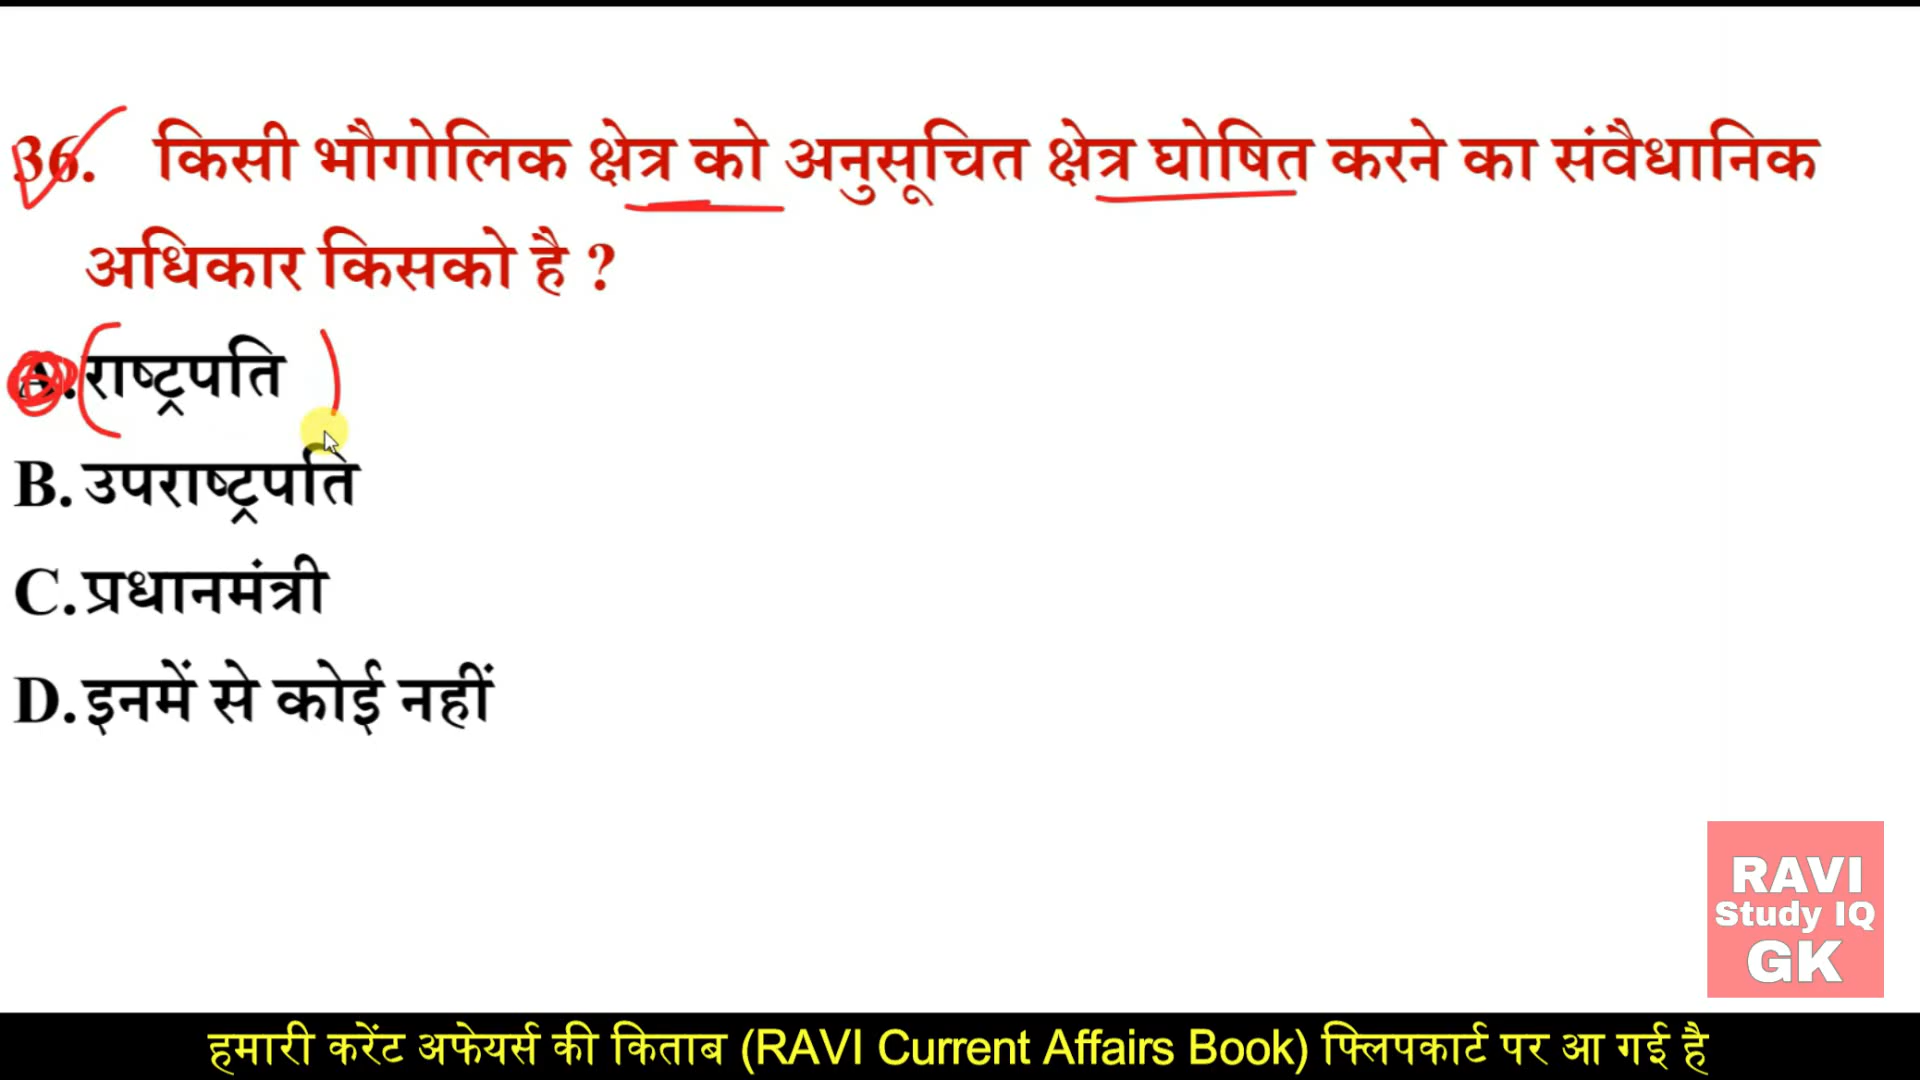 36. किसी भौगोलिक क्षेत्र को अनुसूचित क्षेत्र घोषित करने का संवैधानिक
अधिकार किसको है ?
A. राष्ट्रपति
B. उपराष्ट्रपति
C. प्रधानमंत्री
D. इनमें से कोई नहीं
RAVI
Study IQ
GK
हमारी करेंट अफेयर्स की किताब (RAVI Current Affairs Book) फ्लिपकार्ट पर आ गई है